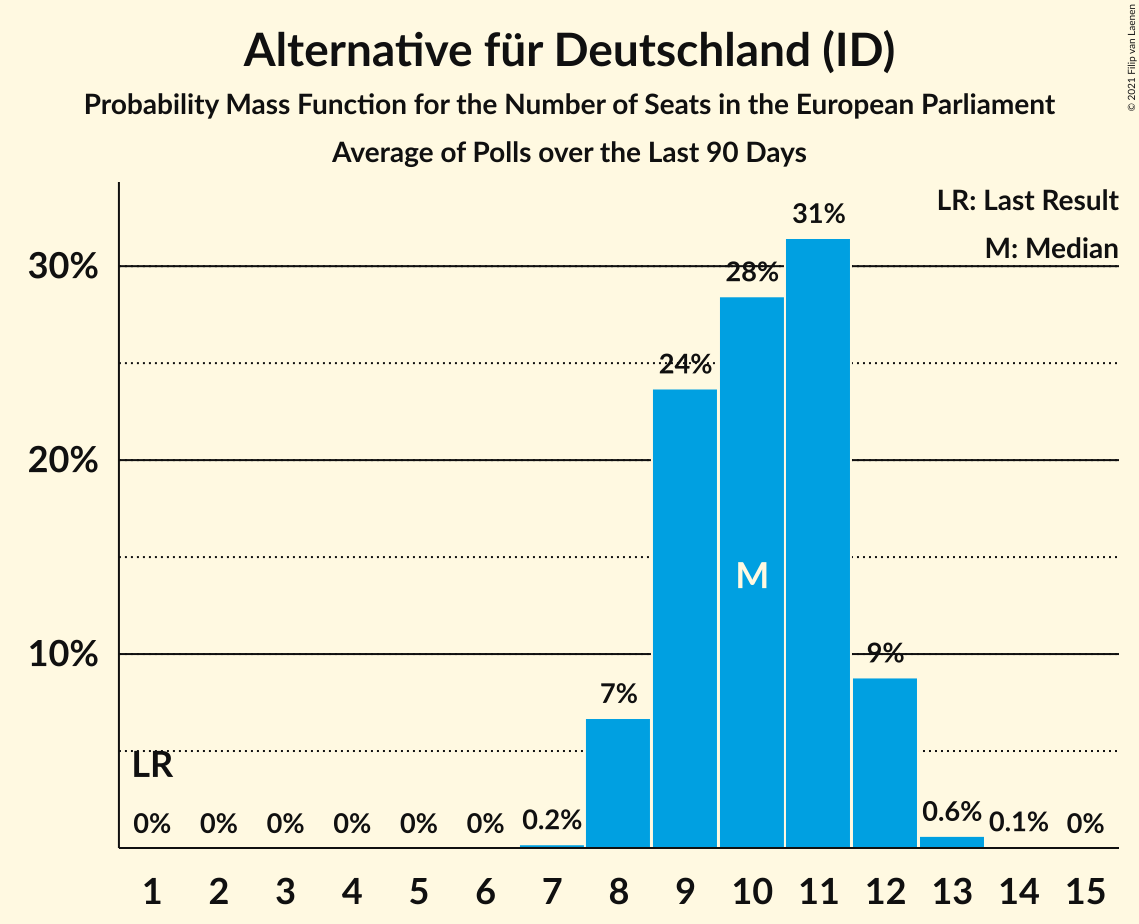 Alternative für Deutschland (ID)
Probability Mass Function for the Number of Seats in the European Parliament
Average of Polls over the Last 90 Days
© 2021 Filip van Laenen
LR: Last Result
M: Median
30%
20%
10%
LR
M
0%
0%
0%
0%
0%
0%
0.2%
7%
24%
28%
31%
9%
0.6%
0.1%
0%
1 2 3 4 5 6 7 8 9 10 11 12 13 14 15